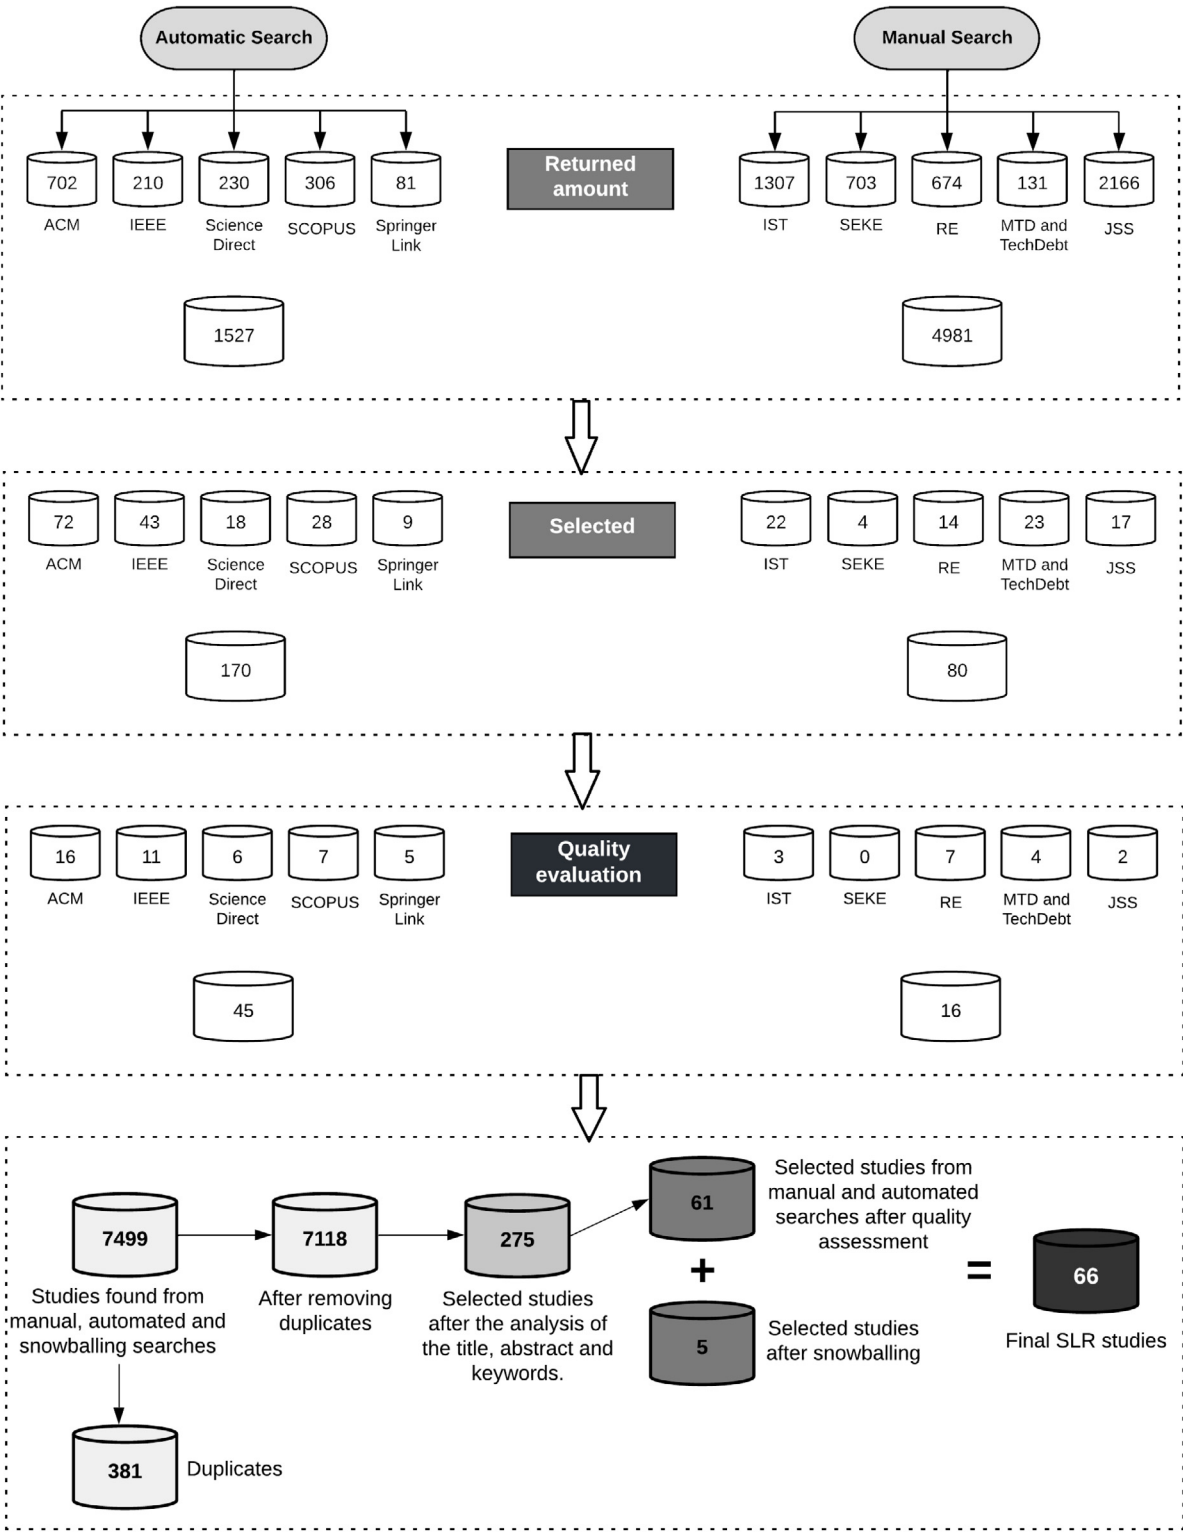 Automatic Search
Manual Search
702
210
230
306
81
Returned
amount
1307
703
674
131
2166
ACM
IEEE
Science
Direct
SCOPUS
Springer
Link
IST
SEKE
RE
MTD and
TechDebt
JSS
1527
4981
72
43
18
28
9
Selected
22
4
14
23
17
ACM
IEEE
Science
Direct
SCOPUS
Springer
Link
IST
SEKE
RE
MTD and
TechDebt
JSS
170
80
16
11
6
7
5
Quality
evaluation
3
0
7
4
2
ACM
IEEE
Science
Direct
SCOPUS
Springer
Link
IST
SEKE
RE
MTD and
TechDebt
JSS
45
16
7499
Studies found from
manual, automated and
snowballing searches
7118
After removing
duplicates
275
Selected studies
after the analysis of
the title, abstract and
keywords.
61
Selected studies from
manual and automated
searches after quality
assessment
+
5
Selected studies
after snowballing
=
66
Final SLR studies
381
Duplicates